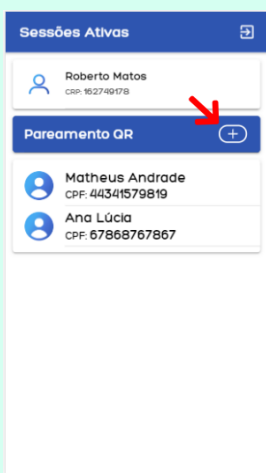 Sessões Ativas
Roberto Matos
CRP: 162749178
Pareamento QR
Matheus Andrade
CPF: 44341579819
Ana Lúcia
CPF: 67868767867